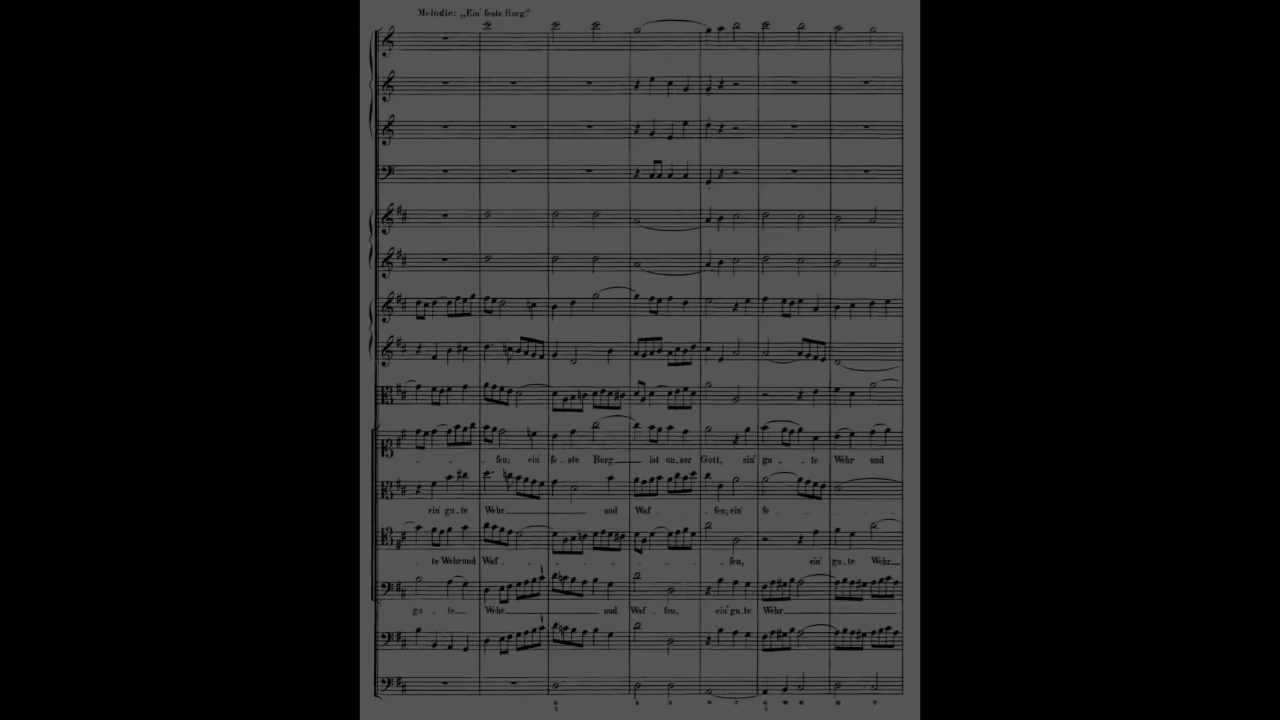 Melodie: „Ein' feste Burg."
fen; ein fe - ste Berg ist un-ser Gott, ein' gu - te Wehr und
ein' gu - te Wehr und Waf - fen; ein' fe -
te Wehr und Waf - fen, ein' gu - te Wehr
gu - te Wehr und Waf - fen, ein' gu - te Wehr